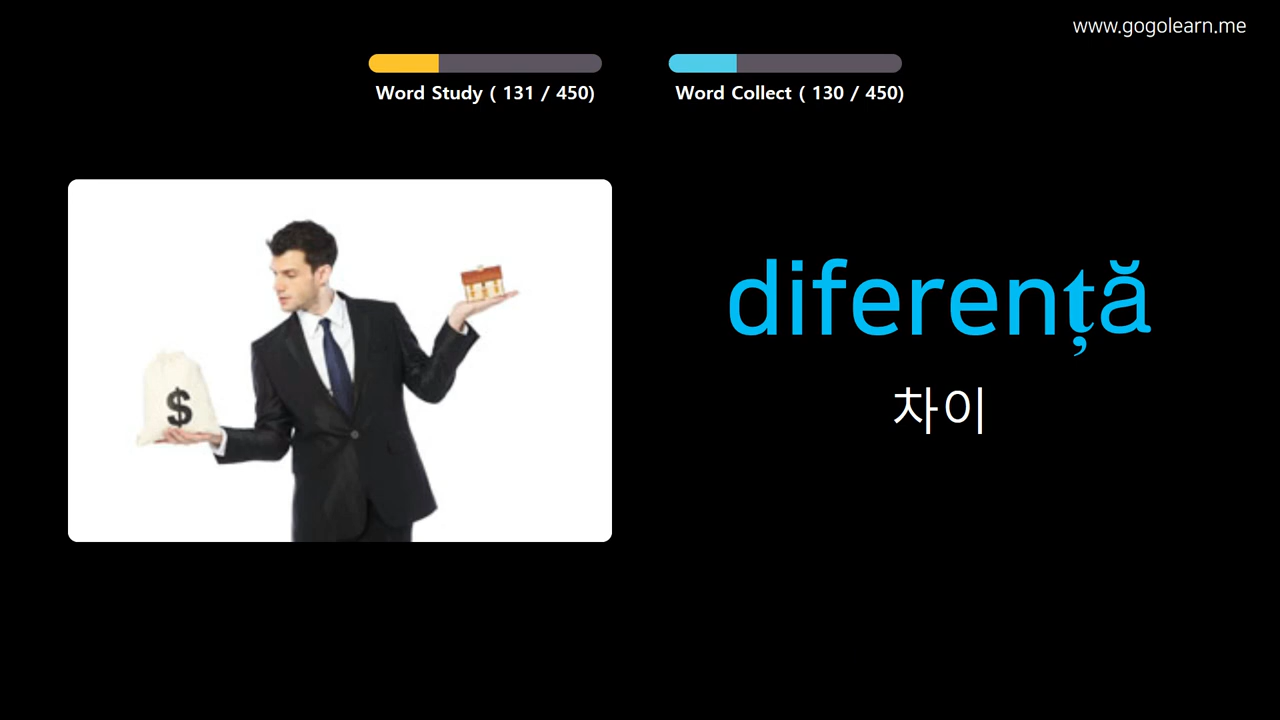 www.gogolearn.me
Word Study ( 131 / 450)
Word Collect ( 130 / 450)
$
diferență
차이